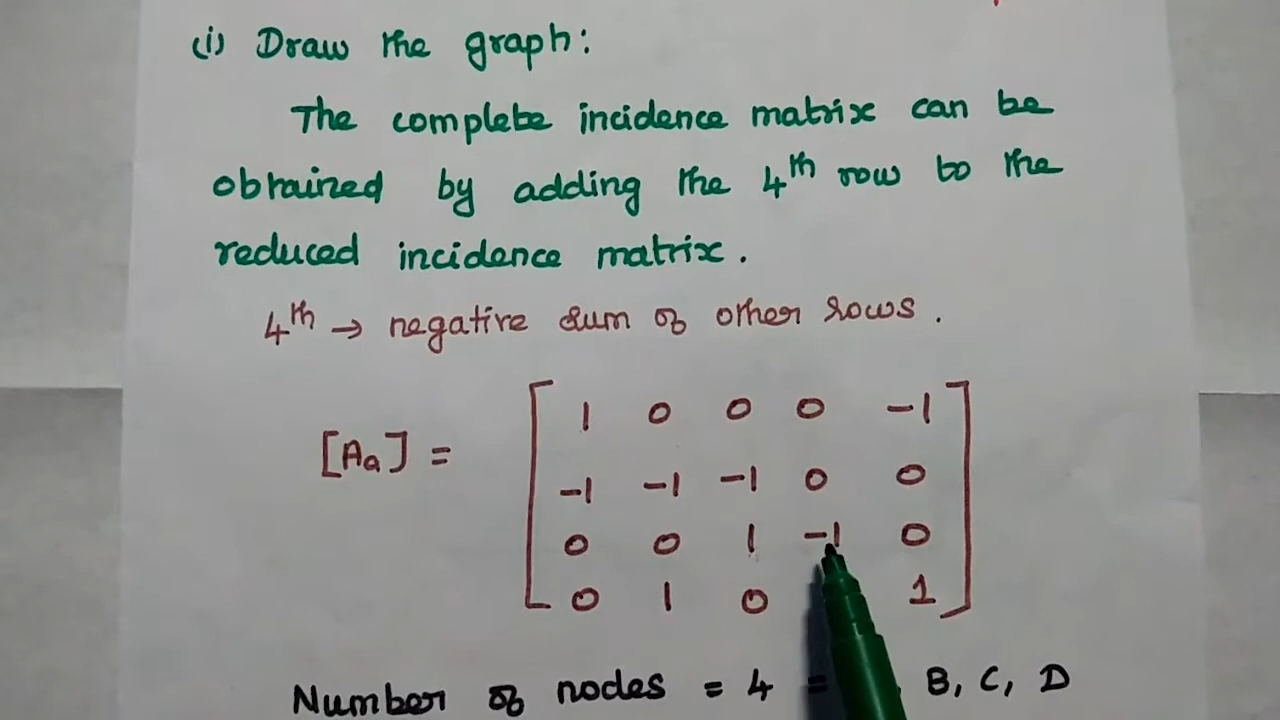 (i) Draw the graph:
The complete incidence matrix can be
obtained by adding the 4th row to the
reduced incidence matrix.
4th → negative sum of other rows.
1 0 0 0 -1
[Aa] =
-1 -1 -1 0 0
0 0 1 -1 0
0 1 0 1
Number of nodes = 4 = , B, C, D